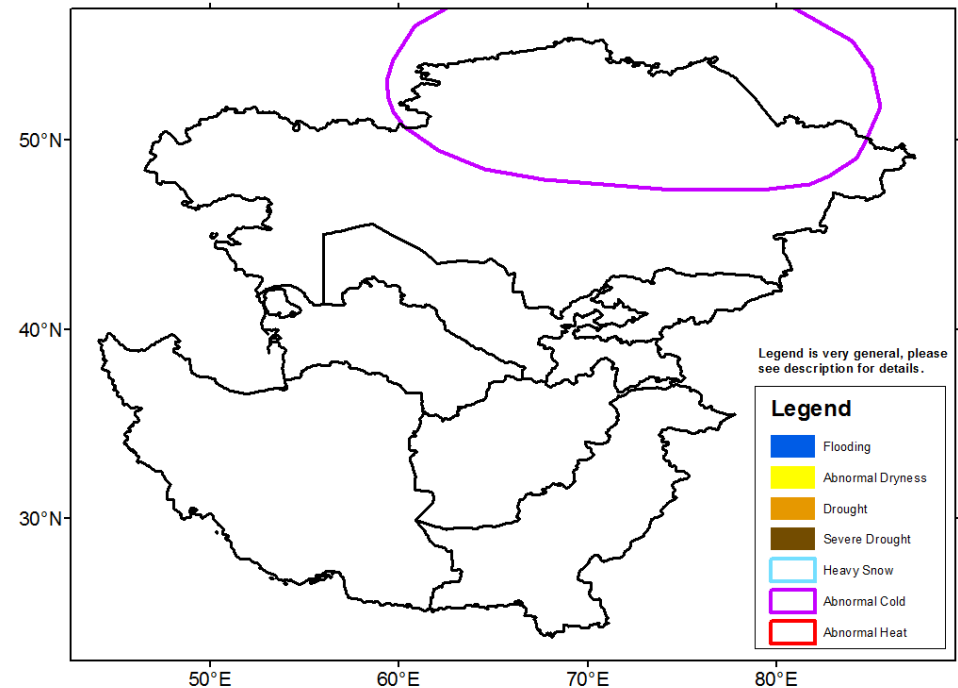 50°N
40°N
30°N
Legend is very general, please
see description for details.
Legend
Flooding
Abnormal Dryness
Drought
Severe Drought
Heavy Snow
Abnormal Cold
Abnormal Heat
50°E
60°E
70°E
80°E